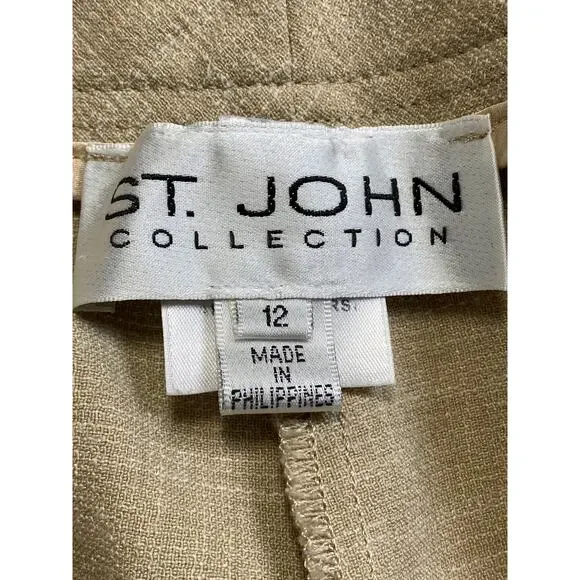 ST. JOHN
COLLECTION
12
MADE
IN
PHILIPPINES